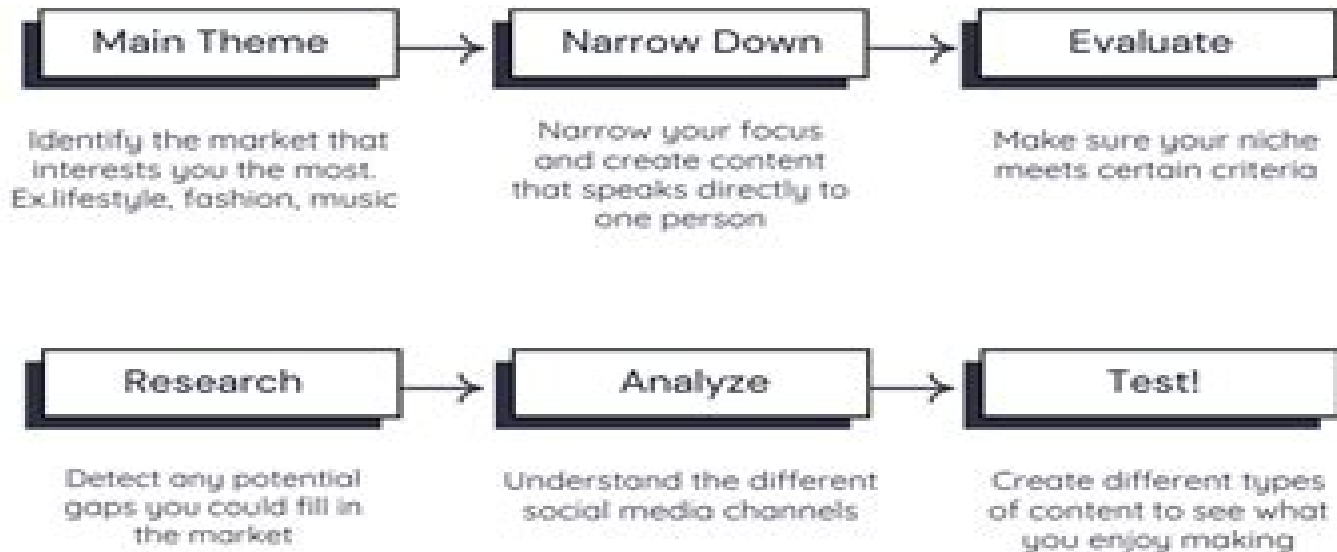 Main Theme
Narrow Down
Evaluate
Identify the market that
interests you the most.
Ex.lifestyle, fashion, music
Narrow your focus
and create content
that speaks directly to
one person
Make sure your niche
meets certain criteria
Research
Analyze
Test!
Detect any potential
gaps you could fill in
the market
Understand the different
social media channels
Create different types
of content to see what
you enjoy making